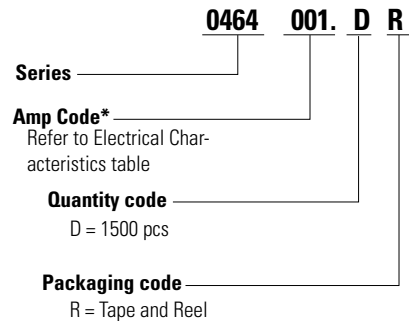 0464 001. D R
Series
Amp Code*
Refer to Electrical Char-
acteristics table
Quantity code
D = 1500 pcs
Packaging code
R = Tape and Reel